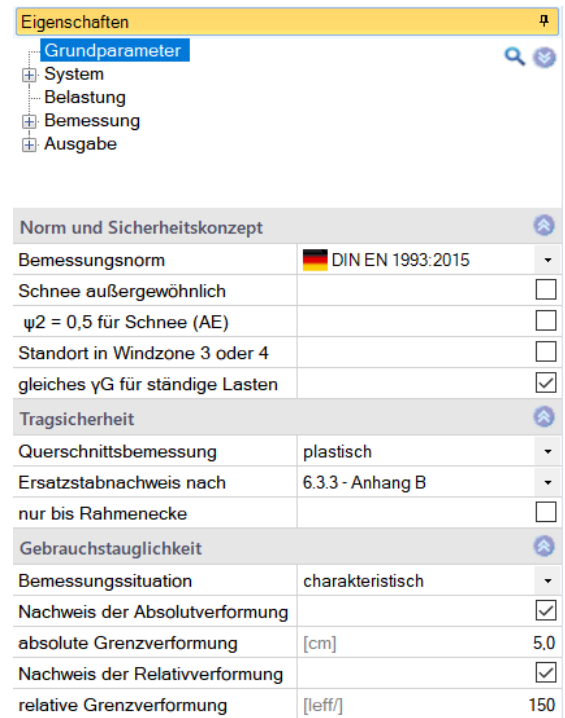 Eigenschaften
Grundparameter
System
Belastung
Bemessung
Ausgabe
Norm und Sicherheitskonzept
Bemessungsnorm DIN EN 1993:2015
Schnee außergewöhnlich
ψ2 = 0,5 für Schnee (AE)
Standort in Windzone 3 oder 4
gleiches γG für ständige Lasten
Tragsicherheit
Querschnittsbemessung plastisch
Ersatzstabnachweis nach 6.3.3 - Anhang B
nur bis Rahmenecke
Gebrauchstauglichkeit
Bemessungssituation charakteristisch
Nachweis der Absolutverformung
absolute Grenzverformung [cm] 5,0
Nachweis der Relativverformung
relative Grenzverformung [leff/] 150